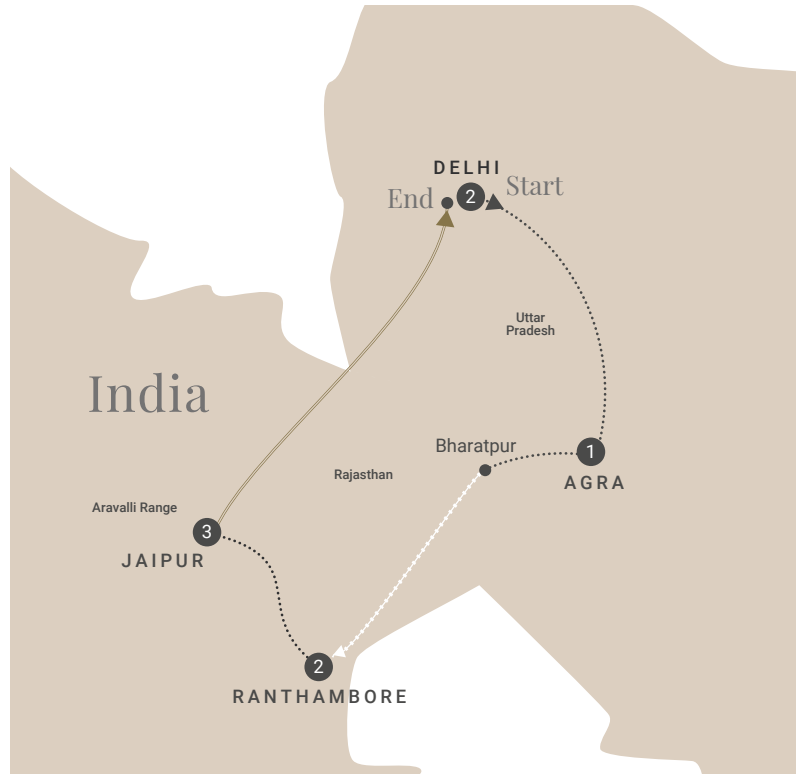 DELHI
End
2
Start
Uttar
Pradesh
India
Bharatpur
1
Rajasthan
AGRA
Aravalli Range
3
JAIPUR
2
RANTHAMBORE